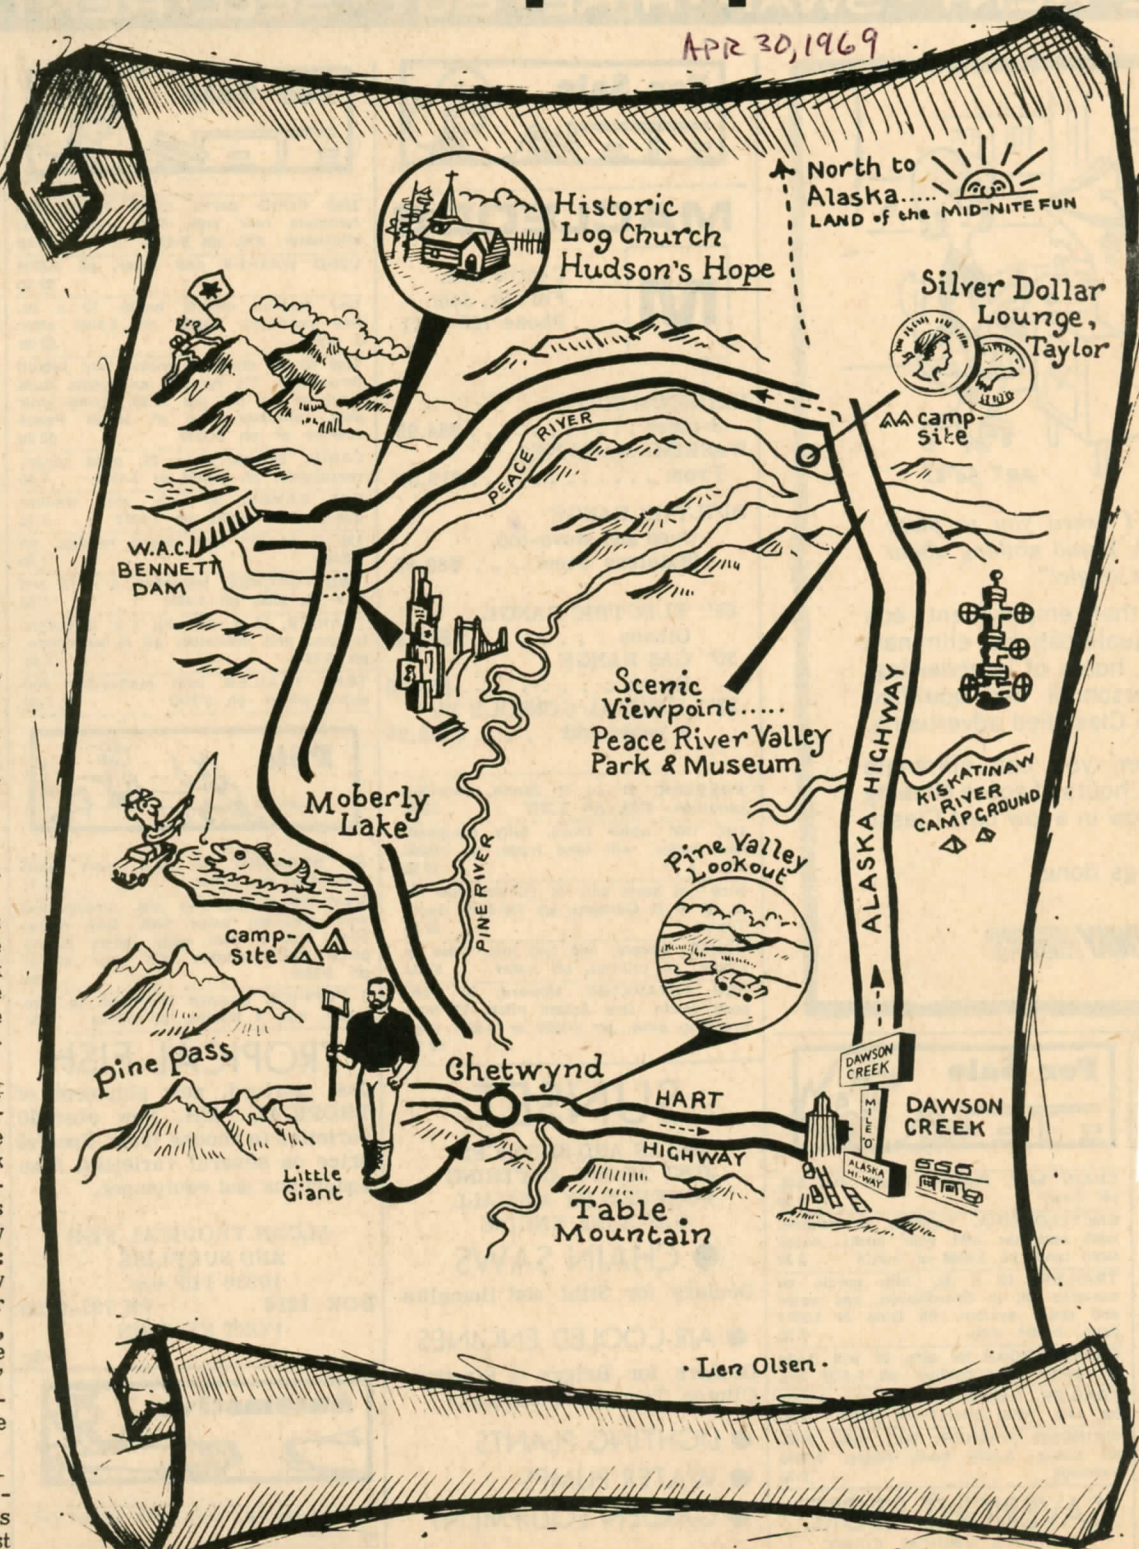 APR 30, 1969
North to
Alaska.....
LAND of the MID-NITE FUN
Historic
Log Church
Hudson's Hope
Silver Dollar
Lounge,
Taylor
camp-
site
PEACE RIVER
W.A.C.
BENNETT
DAM
Scenic
Viewpoint.....
Peace River Valley
Park & Museum
ALASKA HIGHWAY
KISKATINAW
RIVER
CAMPGROUND
Moberly
Lake
PINE RIVER
Pine Valley
Lookout
camp-
site
Pine Pass
Chetwynd
HART
HIGHWAY
DAWSON
CREEK
MILE "0"
ALASKA
HI-WAY
DAWSON
CREEK
Little
Giant
Table
Mountain
· Len Olsen ·